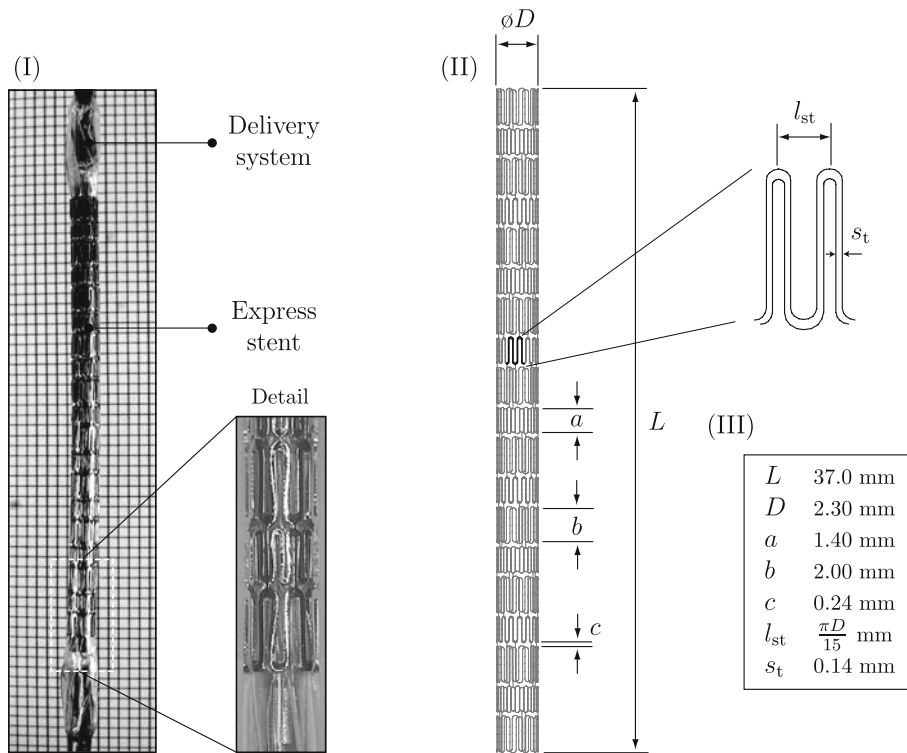 (I)
Delivery
system
Express
stent
Detail
(II)
øD
L
a
b
c
l_st
s_t
(III)
L 37.0 mm
D 2.30 mm
a 1.40 mm
b 2.00 mm
c 0.24 mm
l_st πD/15 mm
s_t 0.14 mm